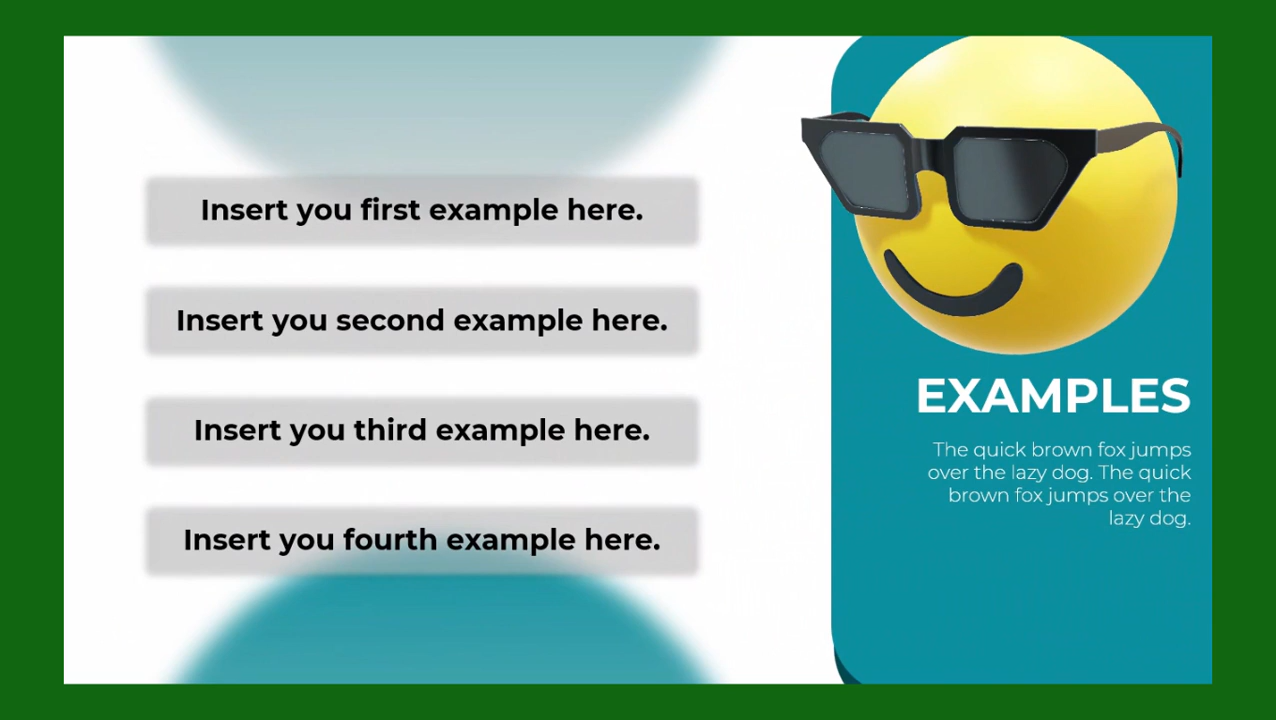 Insert you first example here.
Insert you second example here.
Insert you third example here.
Insert you fourth example here.
EXAMPLES
The quick brown fox jumps
over the lazy dog. The quick
brown fox jumps over the
lazy dog.